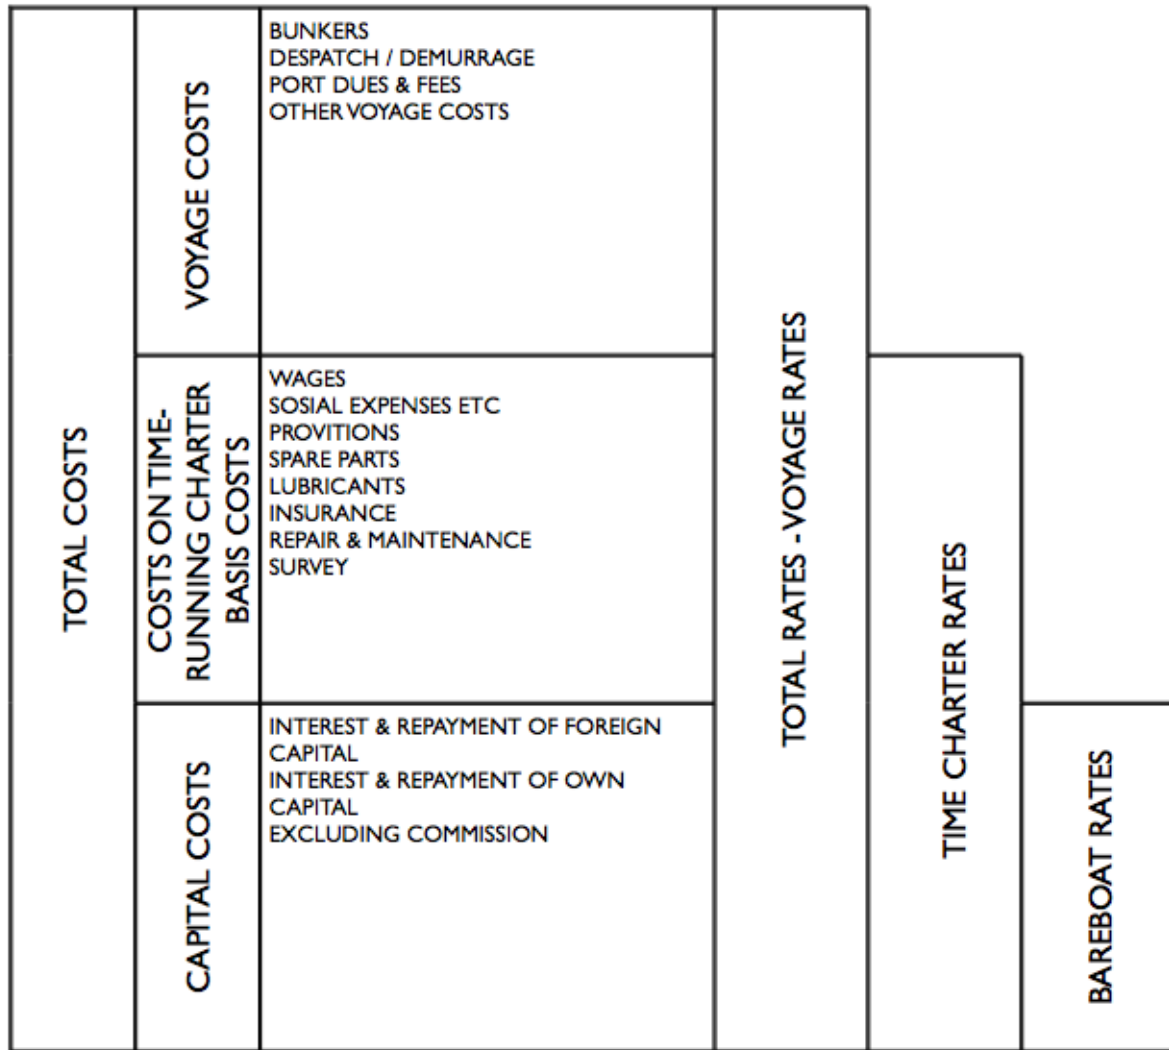 TOTAL COSTS
VOYAGE COSTS
BUNKERS
DESPATCH / DEMURRAGE
PORT DUES & FEES
OTHER VOYAGE COSTS
COSTS ON TIME-
RUNNING CHARTER
BASIS COSTS
WAGES
SOSIAL EXPENSES ETC
PROVITIONS
SPARE PARTS
LUBRICANTS
INSURANCE
REPAIR & MAINTENANCE
SURVEY
CAPITAL COSTS
INTEREST & REPAYMENT OF FOREIGN
CAPITAL
INTEREST & REPAYMENT OF OWN
CAPITAL
EXCLUDING COMMISSION
TOTAL RATES - VOYAGE RATES
TIME CHARTER RATES
BAREBOAT RATES